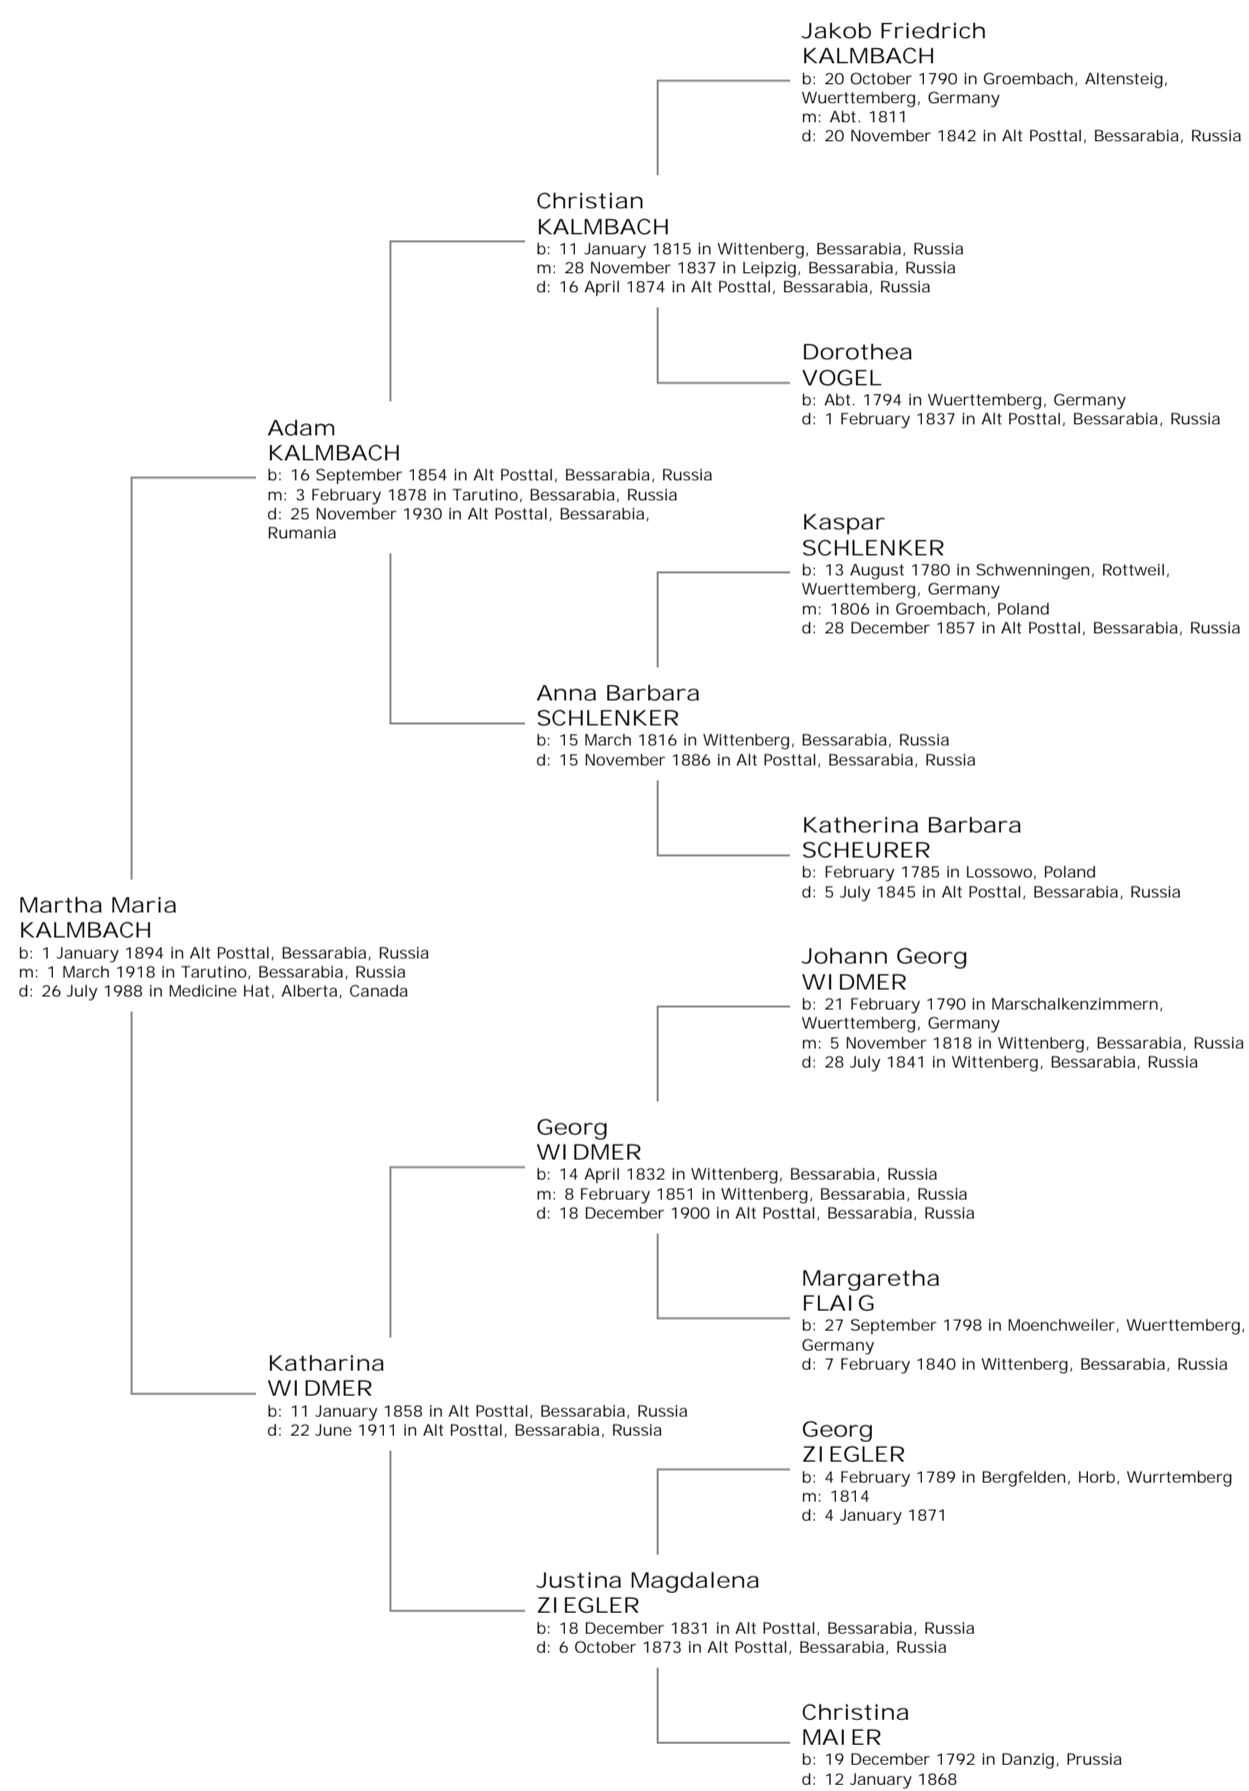 Jakob Friedrich
KALMBACH
b: 20 October 1790 in Groembach, Altensteig,
Wuerttemberg, Germany
m: Abt. 1811
d: 20 November 1842 in Alt Posttal, Bessarabia, Russia
Christian
KALMBACH
b: 11 January 1815 in Wittenberg, Bessarabia, Russia
m: 28 November 1837 in Leipzig, Bessarabia, Russia
d: 16 April 1874 in Alt Posttal, Bessarabia, Russia
Dorothea
VOGEL
b: Abt. 1794 in Wuerttemberg, Germany
d: 1 February 1837 in Alt Posttal, Bessarabia, Russia
Adam
KALMBACH
b: 16 September 1854 in Alt Posttal, Bessarabia, Russia
m: 3 February 1878 in Tarutino, Bessarabia, Russia
d: 25 November 1930 in Alt Posttal, Bessarabia,
Rumania
Kaspar
SCHLENKER
b: 13 August 1780 in Schwenningen, Rottweil,
Wuerttemberg, Germany
m: 1806 in Groembach, Poland
d: 28 December 1857 in Alt Posttal, Bessarabia, Russia
Anna Barbara
SCHLENKER
b: 15 March 1816 in Wittenberg, Bessarabia, Russia
d: 15 November 1886 in Alt Posttal, Bessarabia, Russia
Katherina Barbara
SCHEURER
b: February 1785 in Lossowo, Poland
d: 5 July 1845 in Alt Posttal, Bessarabia, Russia
Martha Maria
KALMBACH
b: 1 January 1894 in Alt Posttal, Bessarabia, Russia
m: 1 March 1918 in Tarutino, Bessarabia, Russia
d: 26 July 1988 in Medicine Hat, Alberta, Canada
Johann Georg
WIDMER
b: 21 February 1790 in Marschalkenzimmern,
Wuerttemberg, Germany
m: 5 November 1818 in Wittenberg, Bessarabia, Russia
d: 28 July 1841 in Wittenberg, Bessarabia, Russia
Georg
WIDMER
b: 14 April 1832 in Wittenberg, Bessarabia, Russia
m: 8 February 1851 in Wittenberg, Bessarabia, Russia
d: 18 December 1900 in Alt Posttal, Bessarabia, Russia
Margaretha
FLAIG
b: 27 September 1798 in Moenchweiler, Wuerttemberg,
Germany
d: 7 February 1840 in Wittenberg, Bessarabia, Russia
Katharina
WIDMER
b: 11 January 1858 in Alt Posttal, Bessarabia, Russia
d: 22 June 1911 in Alt Posttal, Bessarabia, Russia
Georg
ZIEGLER
b: 4 February 1789 in Bergfelden, Horb, Wurrtemberg
m: 1814
d: 4 January 1871
Justina Magdalena
ZIEGLER
b: 18 December 1831 in Alt Posttal, Bessarabia, Russia
d: 6 October 1873 in Alt Posttal, Bessarabia, Russia
Christina
MAIER
b: 19 December 1792 in Danzig, Prussia
d: 12 January 1868